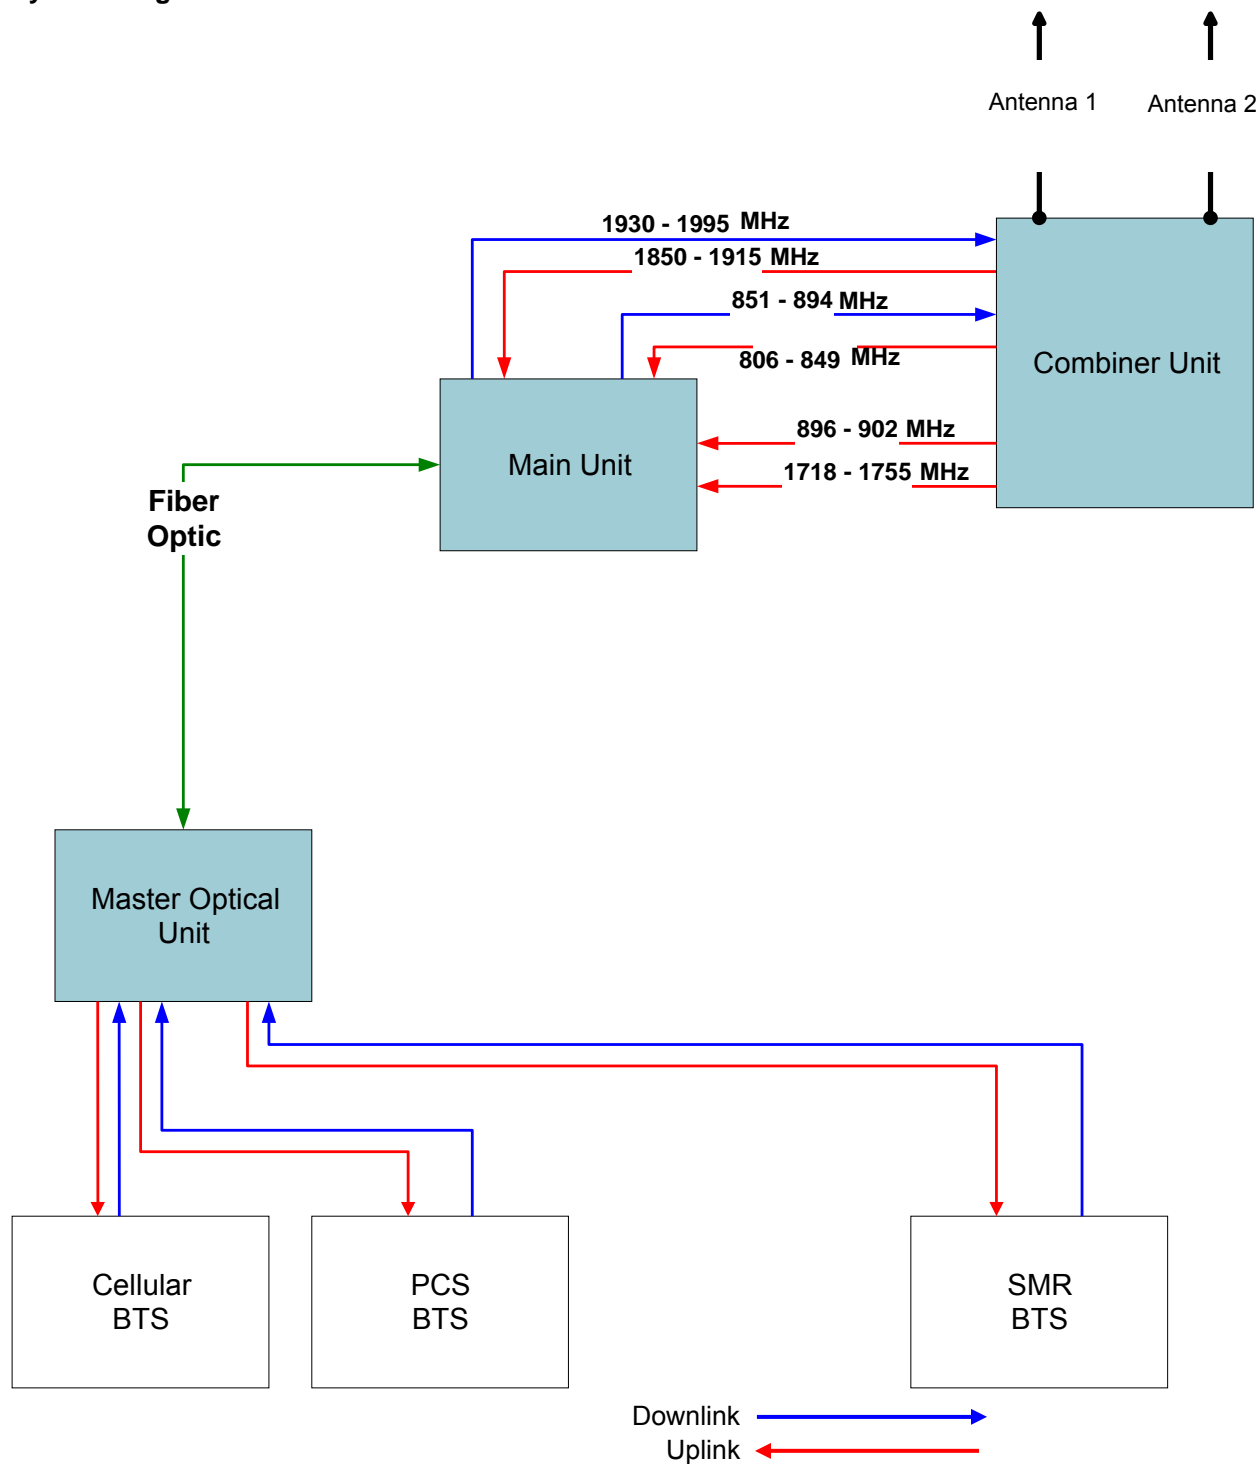 Antenna 1 Antenna 2
1930 - 1995 MHz
1850 - 1915 MHz
851 - 894 MHz
806 - 849 MHz
Combiner Unit
896 - 902 MHz
Main Unit
1718 - 1755 MHz
Fiber
Optic
Master Optical
Unit
Cellular
BTS
PCS
BTS
SMR
BTS
Downlink
Uplink